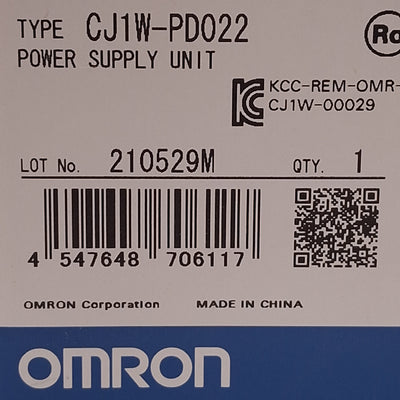 TYPE CJ1W-PD022
Ro
POWER SUPPLY UNIT
KCC-REM-OMR-
CJ1W-00029
LOT No. 210529M QTY. 1
4 547648 706117
OMRON Corporation MADE IN CHINA
OMRON